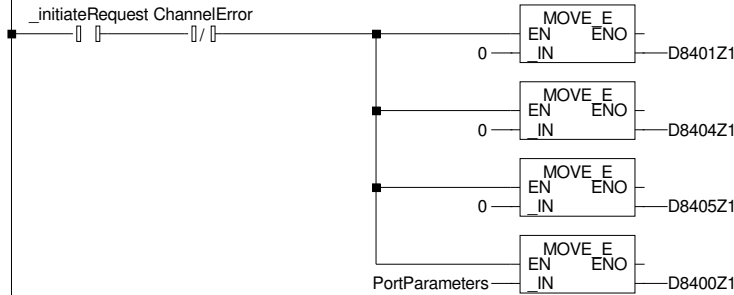 _initiateRequest ChannelError
MOVE_E
EN ENO
0 _IN D8401Z1
MOVE_E
EN ENO
0 _IN D8404Z1
MOVE_E
EN ENO
0 _IN D8405Z1
MOVE_E
EN ENO
PortParameters _IN D8400Z1